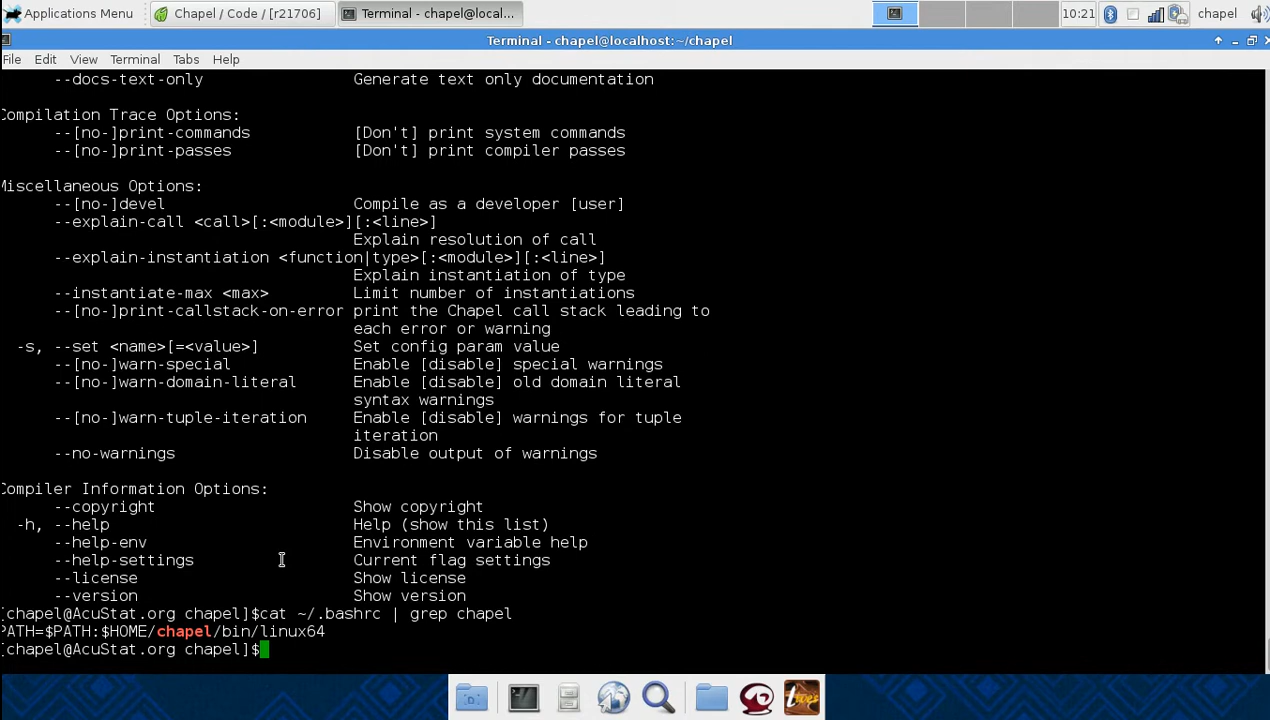 Applications Menu
Chapel / Code / [r21706]
Terminal - chapel@local...
10:21
chapel
Terminal - chapel@localhost:~/chapel
File Edit View Terminal Tabs Help
--docs-text-only Generate text only documentation
Compilation Trace Options:
--[no-]print-commands [Don't] print system commands
--[no-]print-passes [Don't] print compiler passes
Miscellaneous Options:
--[no-]devel Compile as a developer [user]
--explain-call <call>[:<module>][:<line>]
Explain resolution of call
--explain-instantiation <function|type>[:<module>][:<line>]
Explain instantiation of type
--instantiate-max <max> Limit number of instantiations
--[no-]print-callstack-on-error print the Chapel call stack leading to
each error or warning
-s, --set <name>[=<value>] Set config param value
--[no-]warn-special Enable [disable] special warnings
--[no-]warn-domain-literal Enable [disable] old domain literal
syntax warnings
--[no-]warn-tuple-iteration Enable [disable] warnings for tuple
iteration
--no-warnings Disable output of warnings
Compiler Information Options:
--copyright Show copyright
-h, --help Help (show this list)
--help-env Environment variable help
--help-settings Current flag settings
--license Show license
--version Show version
[chapel@AcuStat.org chapel]$cat ~/.bashrc | grep chapel
PATH=$PATH:$HOME/chapel/bin/linux64
[chapel@AcuStat.org chapel]$